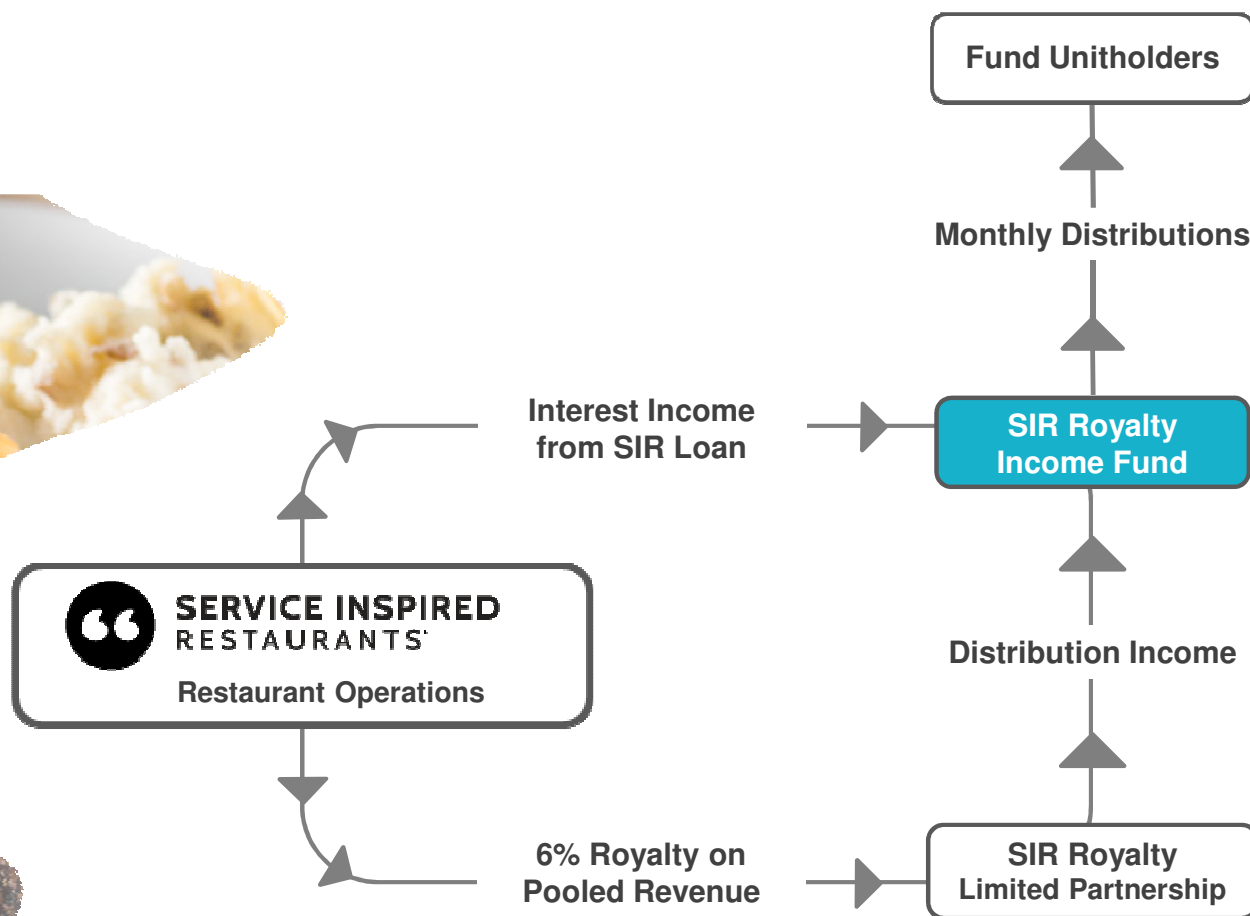 Fund Unitholders
Monthly Distributions
Interest Income
from SIR Loan
SIR Royalty
Income Fund
SERVICE INSPIRED
RESTAURANTS
Restaurant Operations
Distribution Income
6% Royalty on
Pooled Revenue
SIR Royalty
Limited Partnership